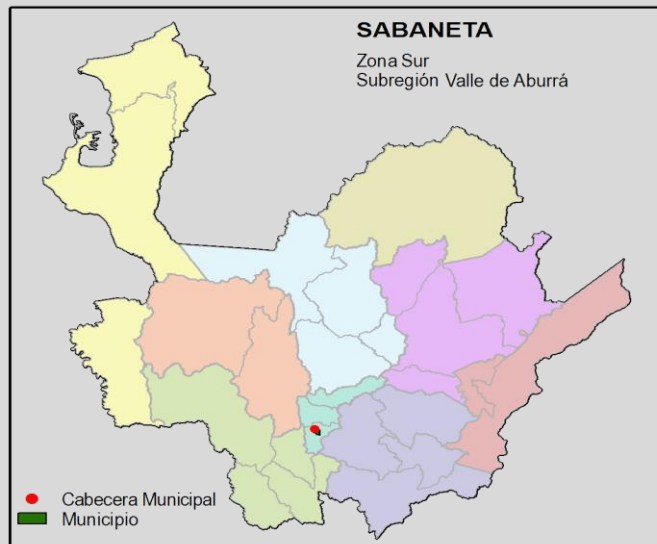 SABANETA
Zona Sur
Subregión Valle de Aburrá
Cabecera Municipal
Municipio